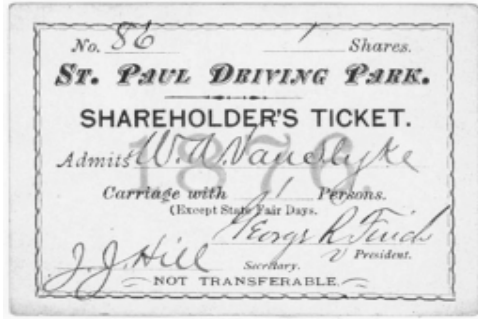 No. 86 1 Shares.
ST. PAUL DRIVING PARK.
SHAREHOLDER'S TICKET.
1876.
Admits W. A. Van Slyke
Carriage with 1 Persons.
(Except State Fair Days.
George R Finch
President.
J. J. Hill Secretary.
NOT TRANSFERABLE.